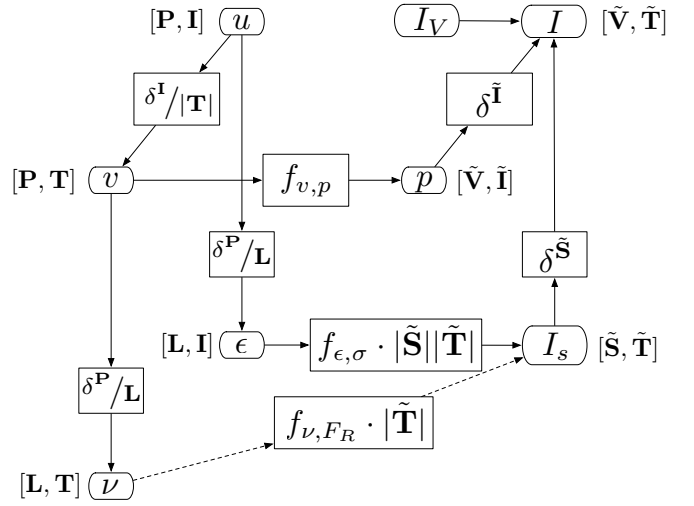 [P, I] u I_V I [Ṽ, T̃]
δ^I/|T| δ^Ĩ
[P, T] v f_{v,p} p [Ṽ, Ĩ]
δ^P/L δ^S̃
[L, I] ϵ f_{ϵ,σ} · |S̃||T̃| I_s [S̃, T̃]
δ^P/L f_{ν,F_R} · |T̃|
[L, T] ν